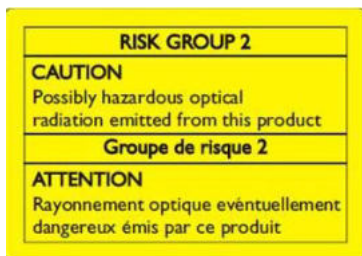 RISK GROUP 2
CAUTION
Possibly hazardous optical
radiation emitted from this product
Groupe de risque 2
ATTENTION
Rayonnement optique evéntuellement
dangereux émis par ce produit